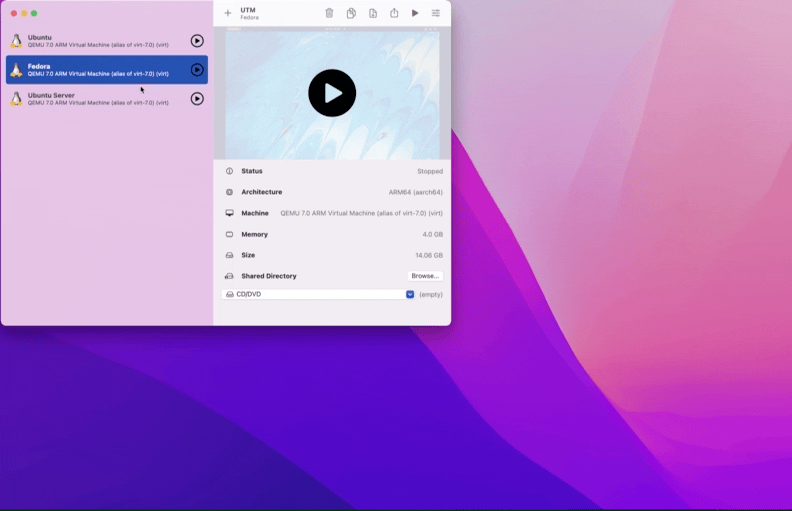 Ubuntu
QEMU 7.0 ARM Virtual Machine (alias of virt-7.0) (virt)
Fedora
QEMU 7.0 ARM Virtual Machine (alias of virt-7.0) (virt)
Ubuntu Server
QEMU 7.0 ARM Virtual Machine (alias of virt-7.0) (virt)
UTM
Fedora
Status Stopped
Architecture ARM64 (aarch64)
Machine QEMU 7.0 ARM Virtual Machine (alias of virt-7.0) (virt)
Memory 4.0 GB
Size 14.06 GB
Shared Directory Browse...
CD/DVD (empty)